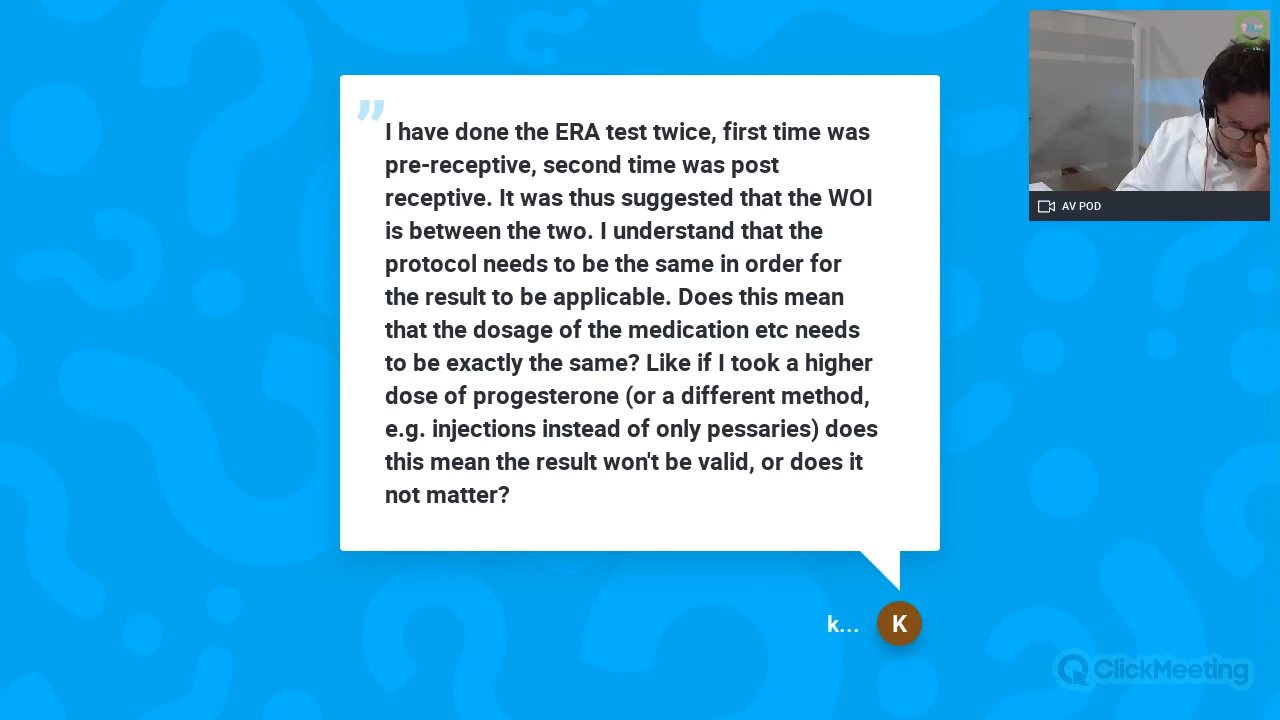 I have done the ERA test twice, first time was
pre-receptive, second time was post
receptive. It was thus suggested that the WOI
is between the two. I understand that the
protocol needs to be the same in order for
the result to be applicable. Does this mean
that the dosage of the medication etc needs
to be exactly the same? Like if I took a higher
dose of progesterone (or a different method,
e.g. injections instead of only pessaries) does
this mean the result won't be valid, or does it
not matter?
k...
K
AV POD
ClickMeeting